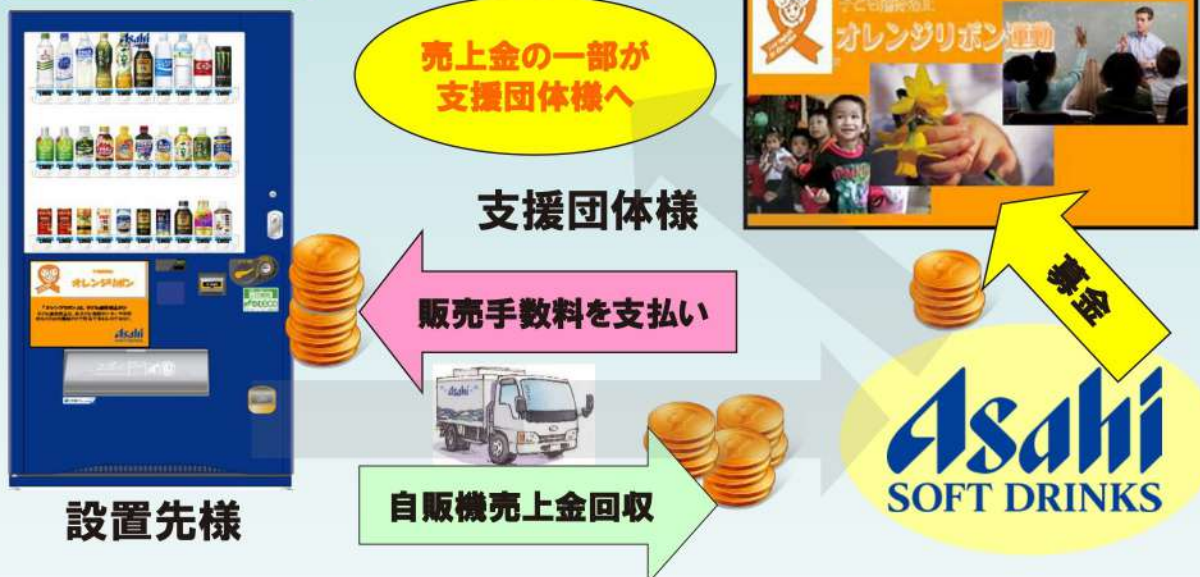 売上金の一部が
支援団体様へ
オレンジリボン運動
支援団体様
販売手数料を支払い
募金
オレンジリボン
Asahi
自販機売上金回収
設置先様
Asahi
SOFT DRINKS